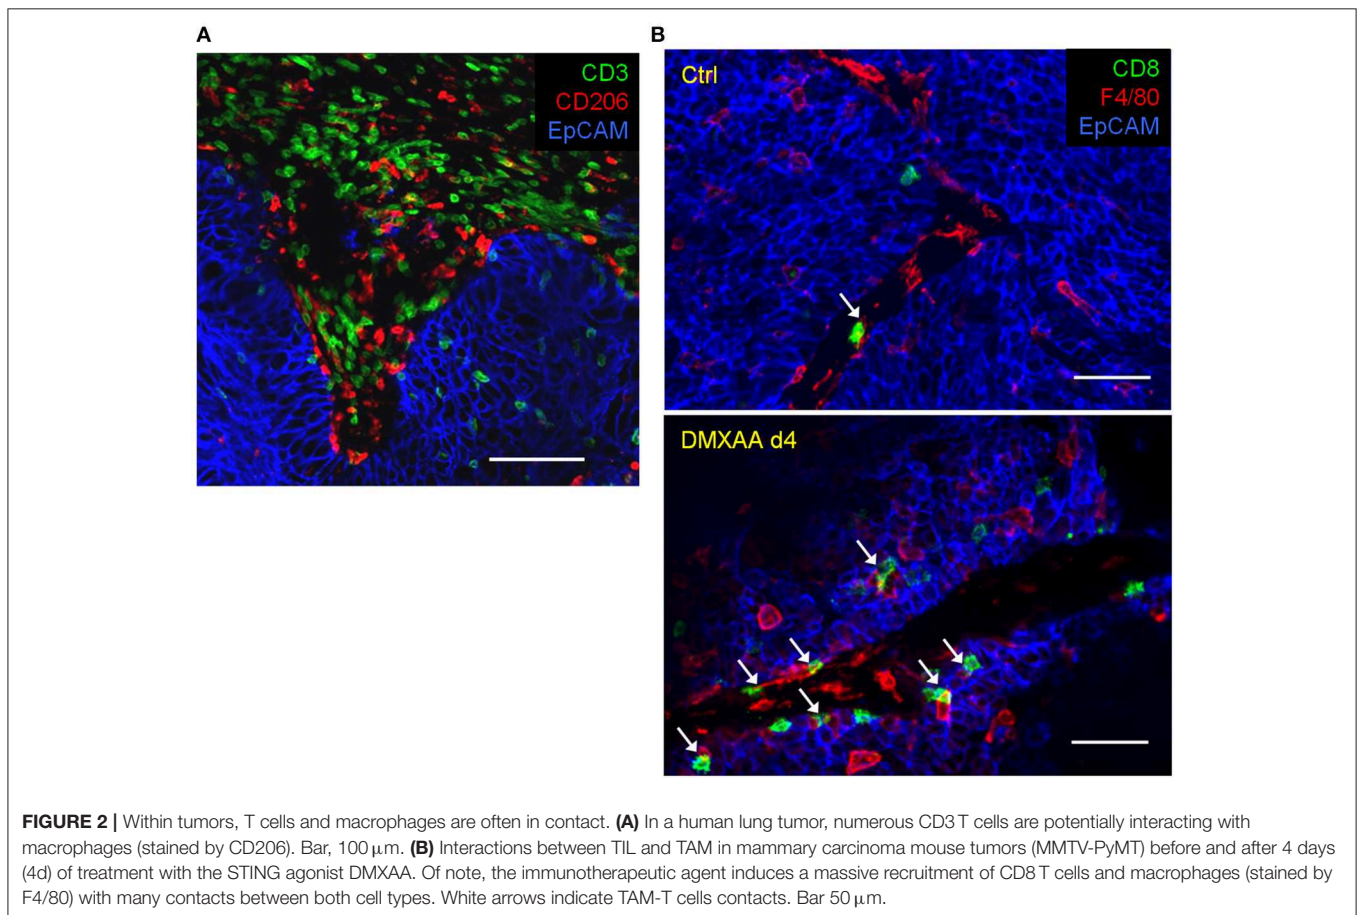 A
CD3
CD206
EpCAM
B
Ctrl
CD8
F4/80
EpCAM
DMXAA d4
FIGURE 2 | Within tumors, T cells and macrophages are often in contact. (A) In a human lung tumor, numerous CD3 T cells are potentially interacting with
macrophages (stained by CD206). Bar, 100 μm. (B) Interactions between TIL and TAM in mammary carcinoma mouse tumors (MMTV-PyMT) before and after 4 days
(4d) of treatment with the STING agonist DMXAA. Of note, the immunotherapeutic agent induces a massive recruitment of CD8 T cells and macrophages (stained by
F4/80) with many contacts between both cell types. White arrows indicate TAM-T cells contacts. Bar 50 μm.